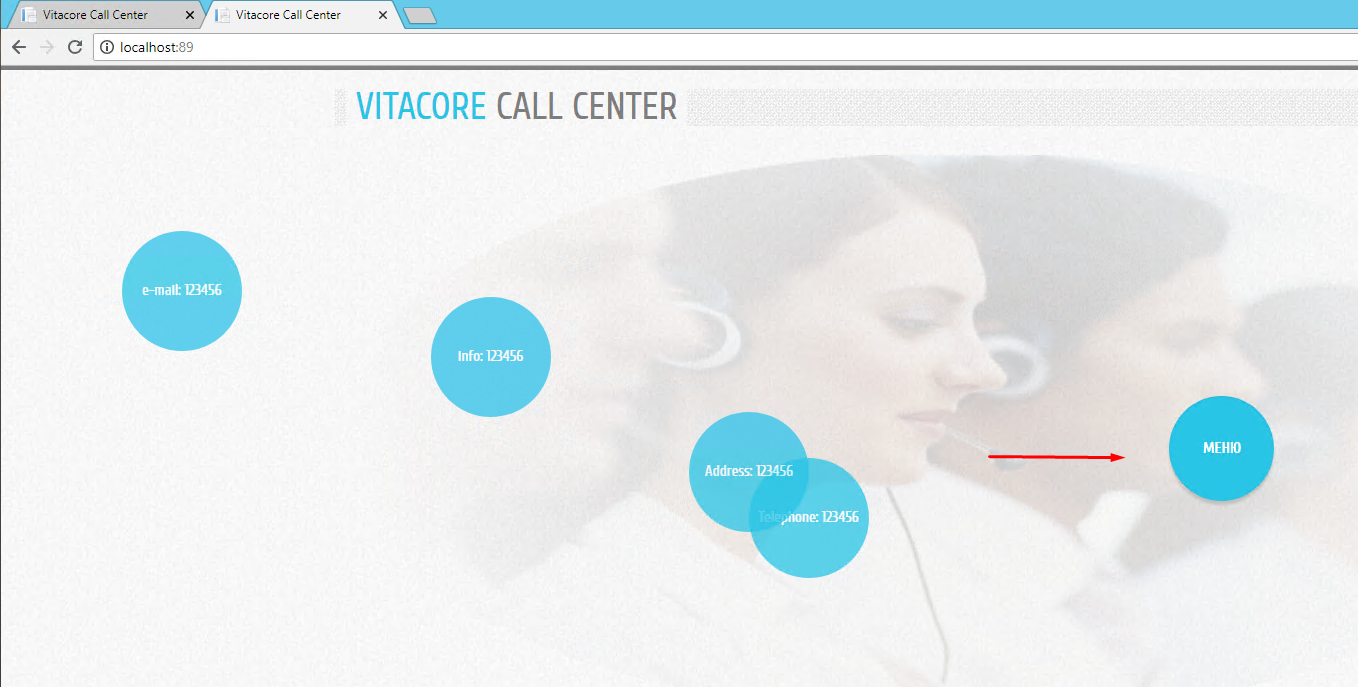 Vitacore Call Center
Vitacore Call Center
localhost:89
VITACORE CALL CENTER
e-mail: 123456
Info: 123456
Address: 123456
Telephone: 123456
МЕНЮ